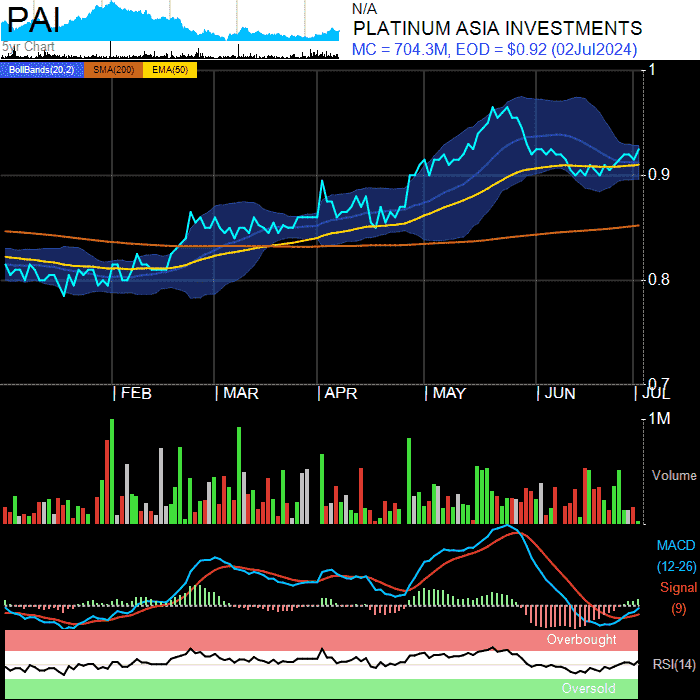 PAI
5yr Chart
N/A
PLATINUM ASIA INVESTMENTS
MC = 704.3M, EOD = $0.92 (02Jul2024)
BollBands(20,2) SMA(200) EMA(50)
1
0.9
0.8
0.7
FEB MAR APR MAY JUN JUL
1M
Volume
MACD
(12-26)
Signal
(9)
Overbought
RSI(14)
Oversold